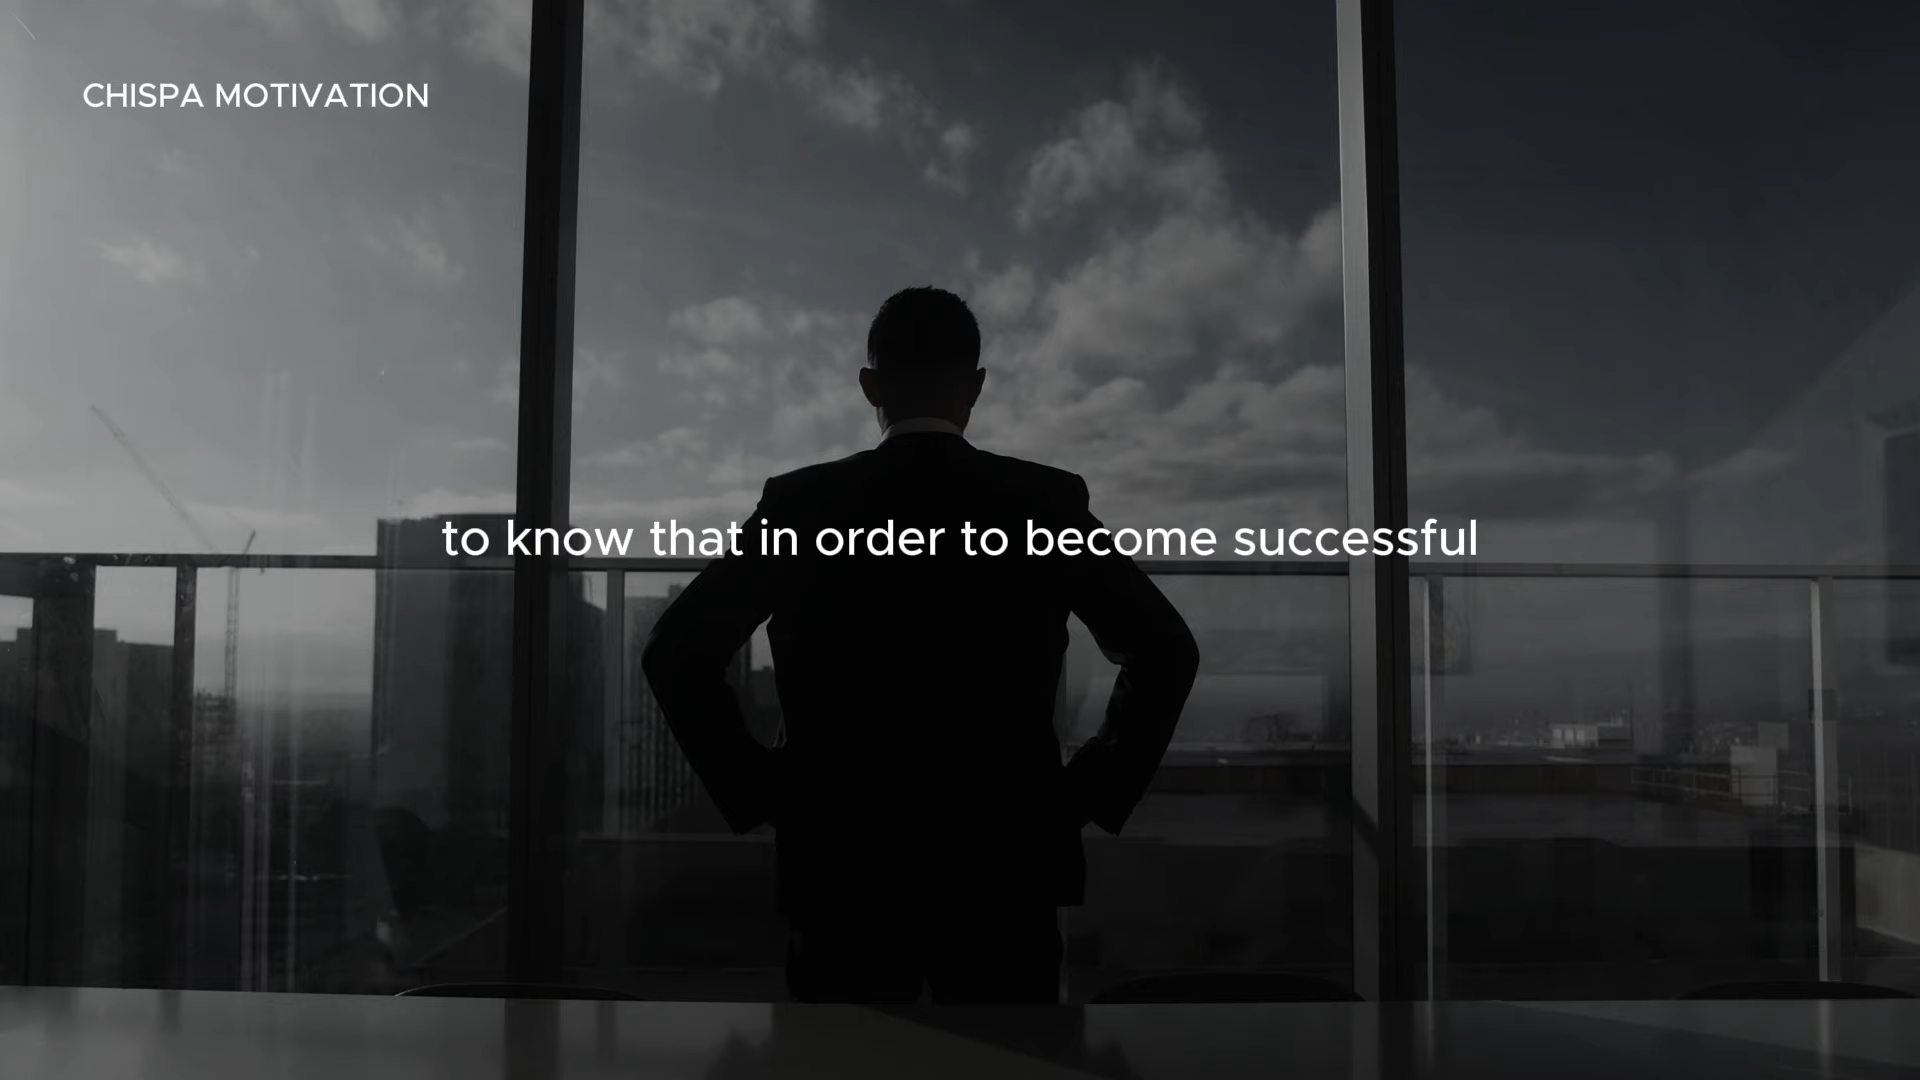 CHISPA MOTIVATION
to know that in order to become successful